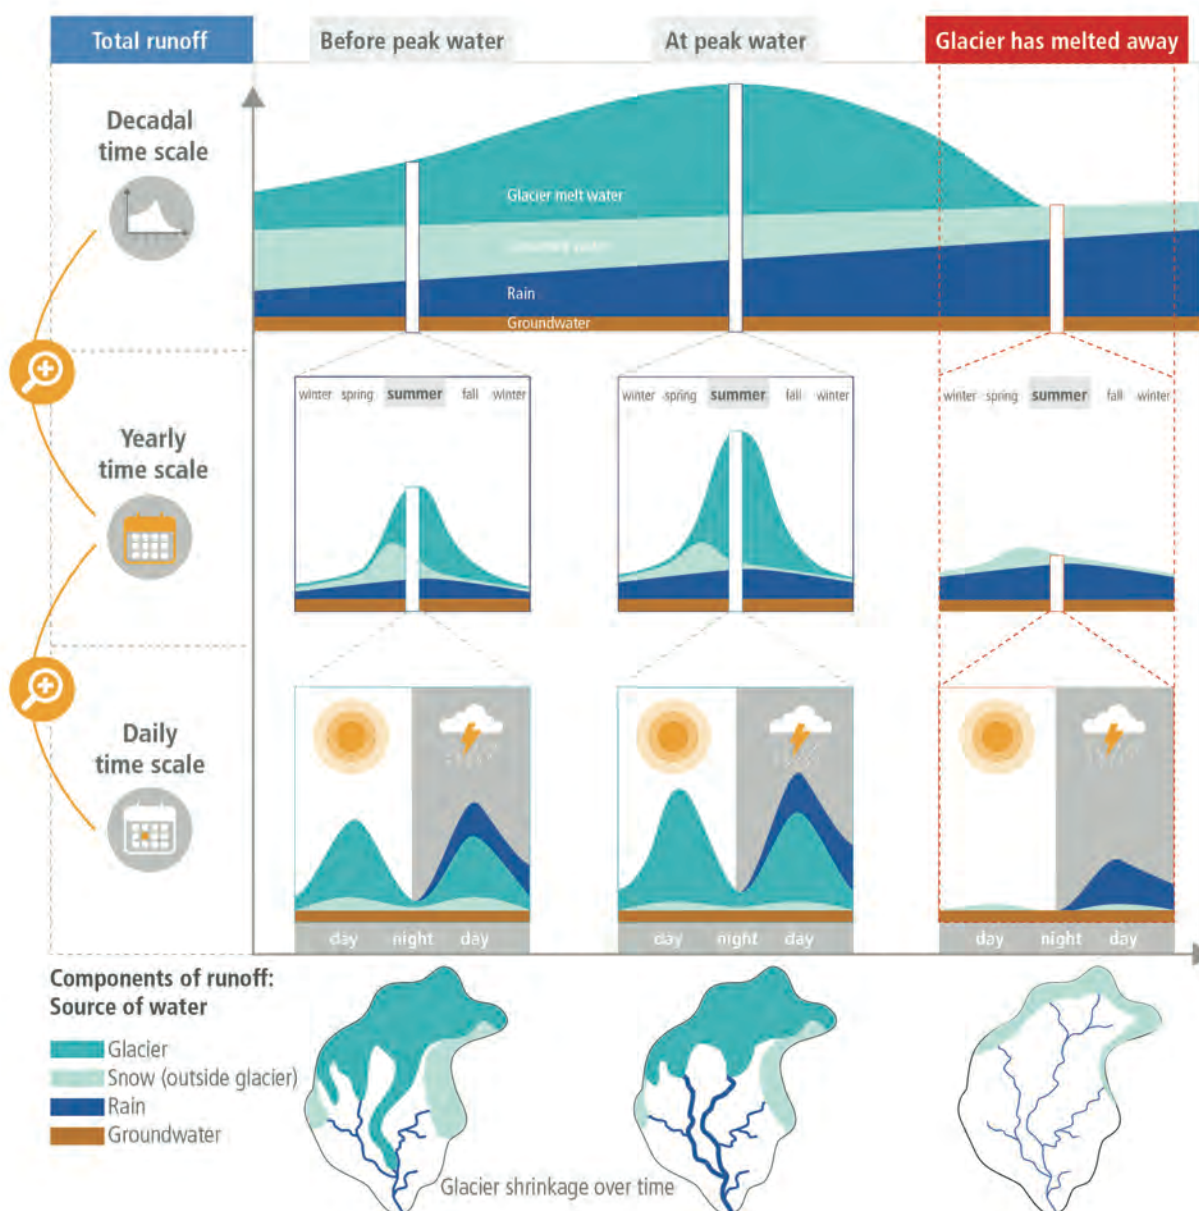 Total runoff
Before peak water
At peak water
Glacier has melted away
Decadal
time scale
Glacier melt water
Rain
Groundwater
winter spring summer fall winter
winter spring summer fall winter
winter spring summer fall winter
Yearly
time scale
Daily
time scale
day night day
day night day
day night day
Components of runoff:
Source of water
Glacier
Snow (outside glacier)
Rain
Groundwater
Glacier shrinkage over time